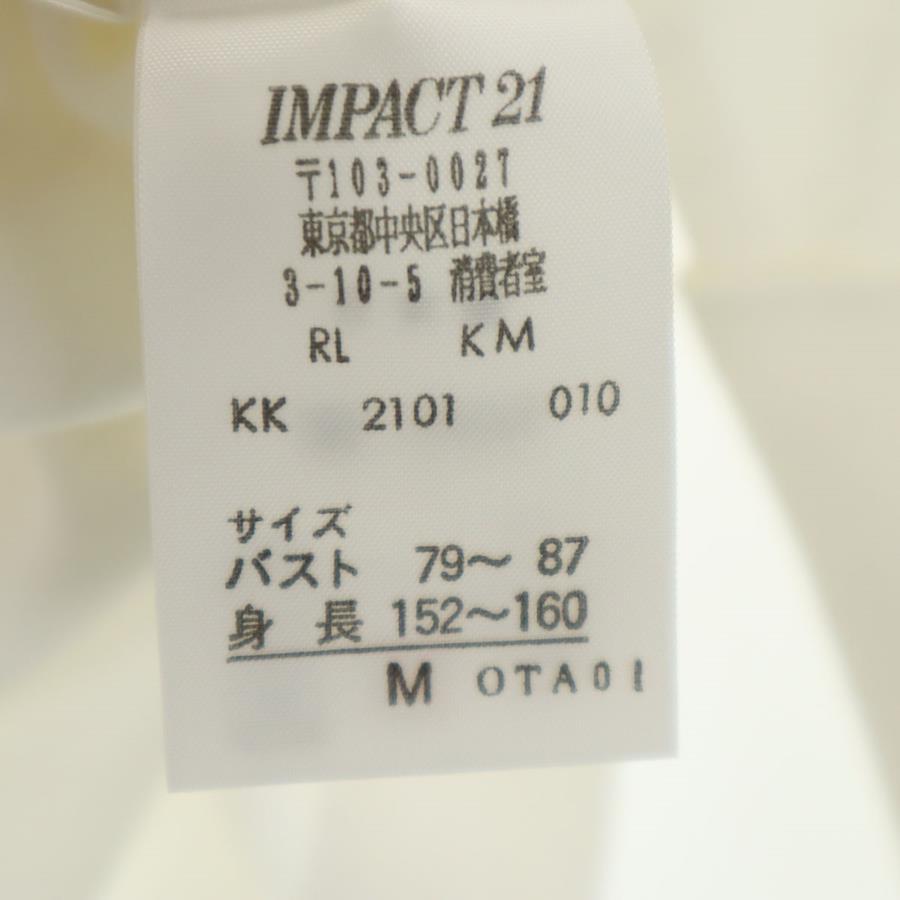 IMPACT 21
〒103-0027
東京都中央区日本橋
3-10-5 消費者室
RL KM
KK 2101 010
サイズ
バスト 79〜 87
身 長 152〜160
M OTA01